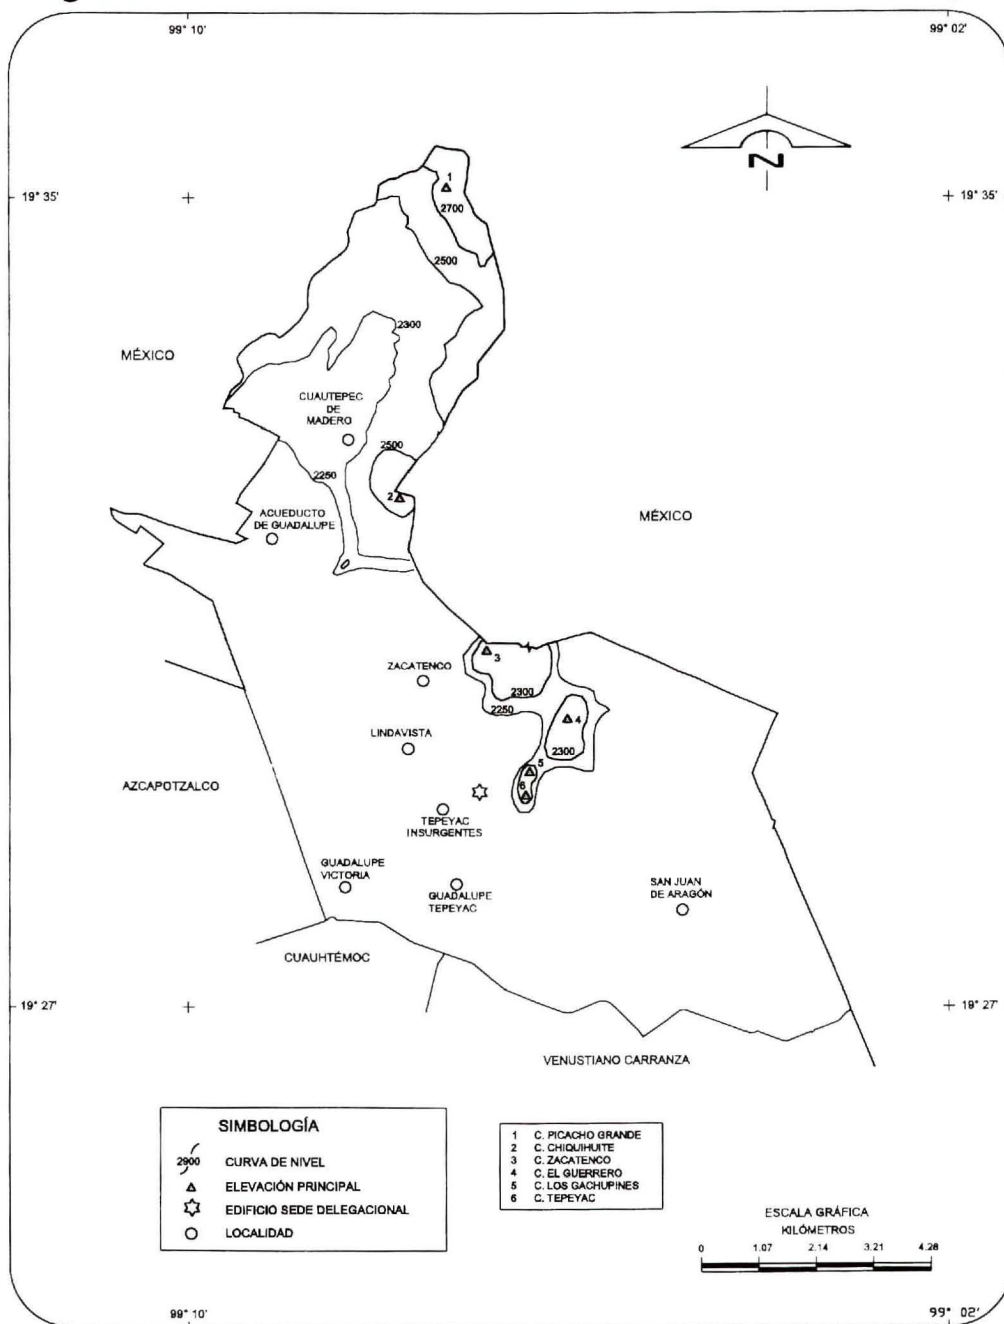 99° 10'
99° 02'
N
19° 35'
19° 35'
1
2700
2500
2300
MÉXICO
CUAUTEPEC
DE
MADERO
2500
2250
2
ACUEDUCTO
DE GUADALUPE
MÉXICO
3
ZACATENCO
2300
2250
4
LINDAVISTA
2300
5
6
AZCAPOTZALCO
TEPEYAC
INSURGENTES
GUADALUPE
VICTORIA
GUADALUPE
TEPEYAC
SAN JUAN
DE ARAGÓN
CUAUHTÉMOC
19° 27'
19° 27'
VENUSTIANO CARRANZA
SIMBOLOGÍA
2900 CURVA DE NIVEL
ELEVACIÓN PRINCIPAL
EDIFICIO SEDE DELEGACIONAL
LOCALIDAD
1 C. PICACHO GRANDE
2 C. CHIQUIHUITE
3 C. ZACATENCO
4 C. EL GUERRERO
5 C. LOS GACHUPINES
6 C. TEPEYAC
ESCALA GRÁFICA
KILÓMETROS
0 1.07 2.14 3.21 4.28
99° 10'
99° 02'